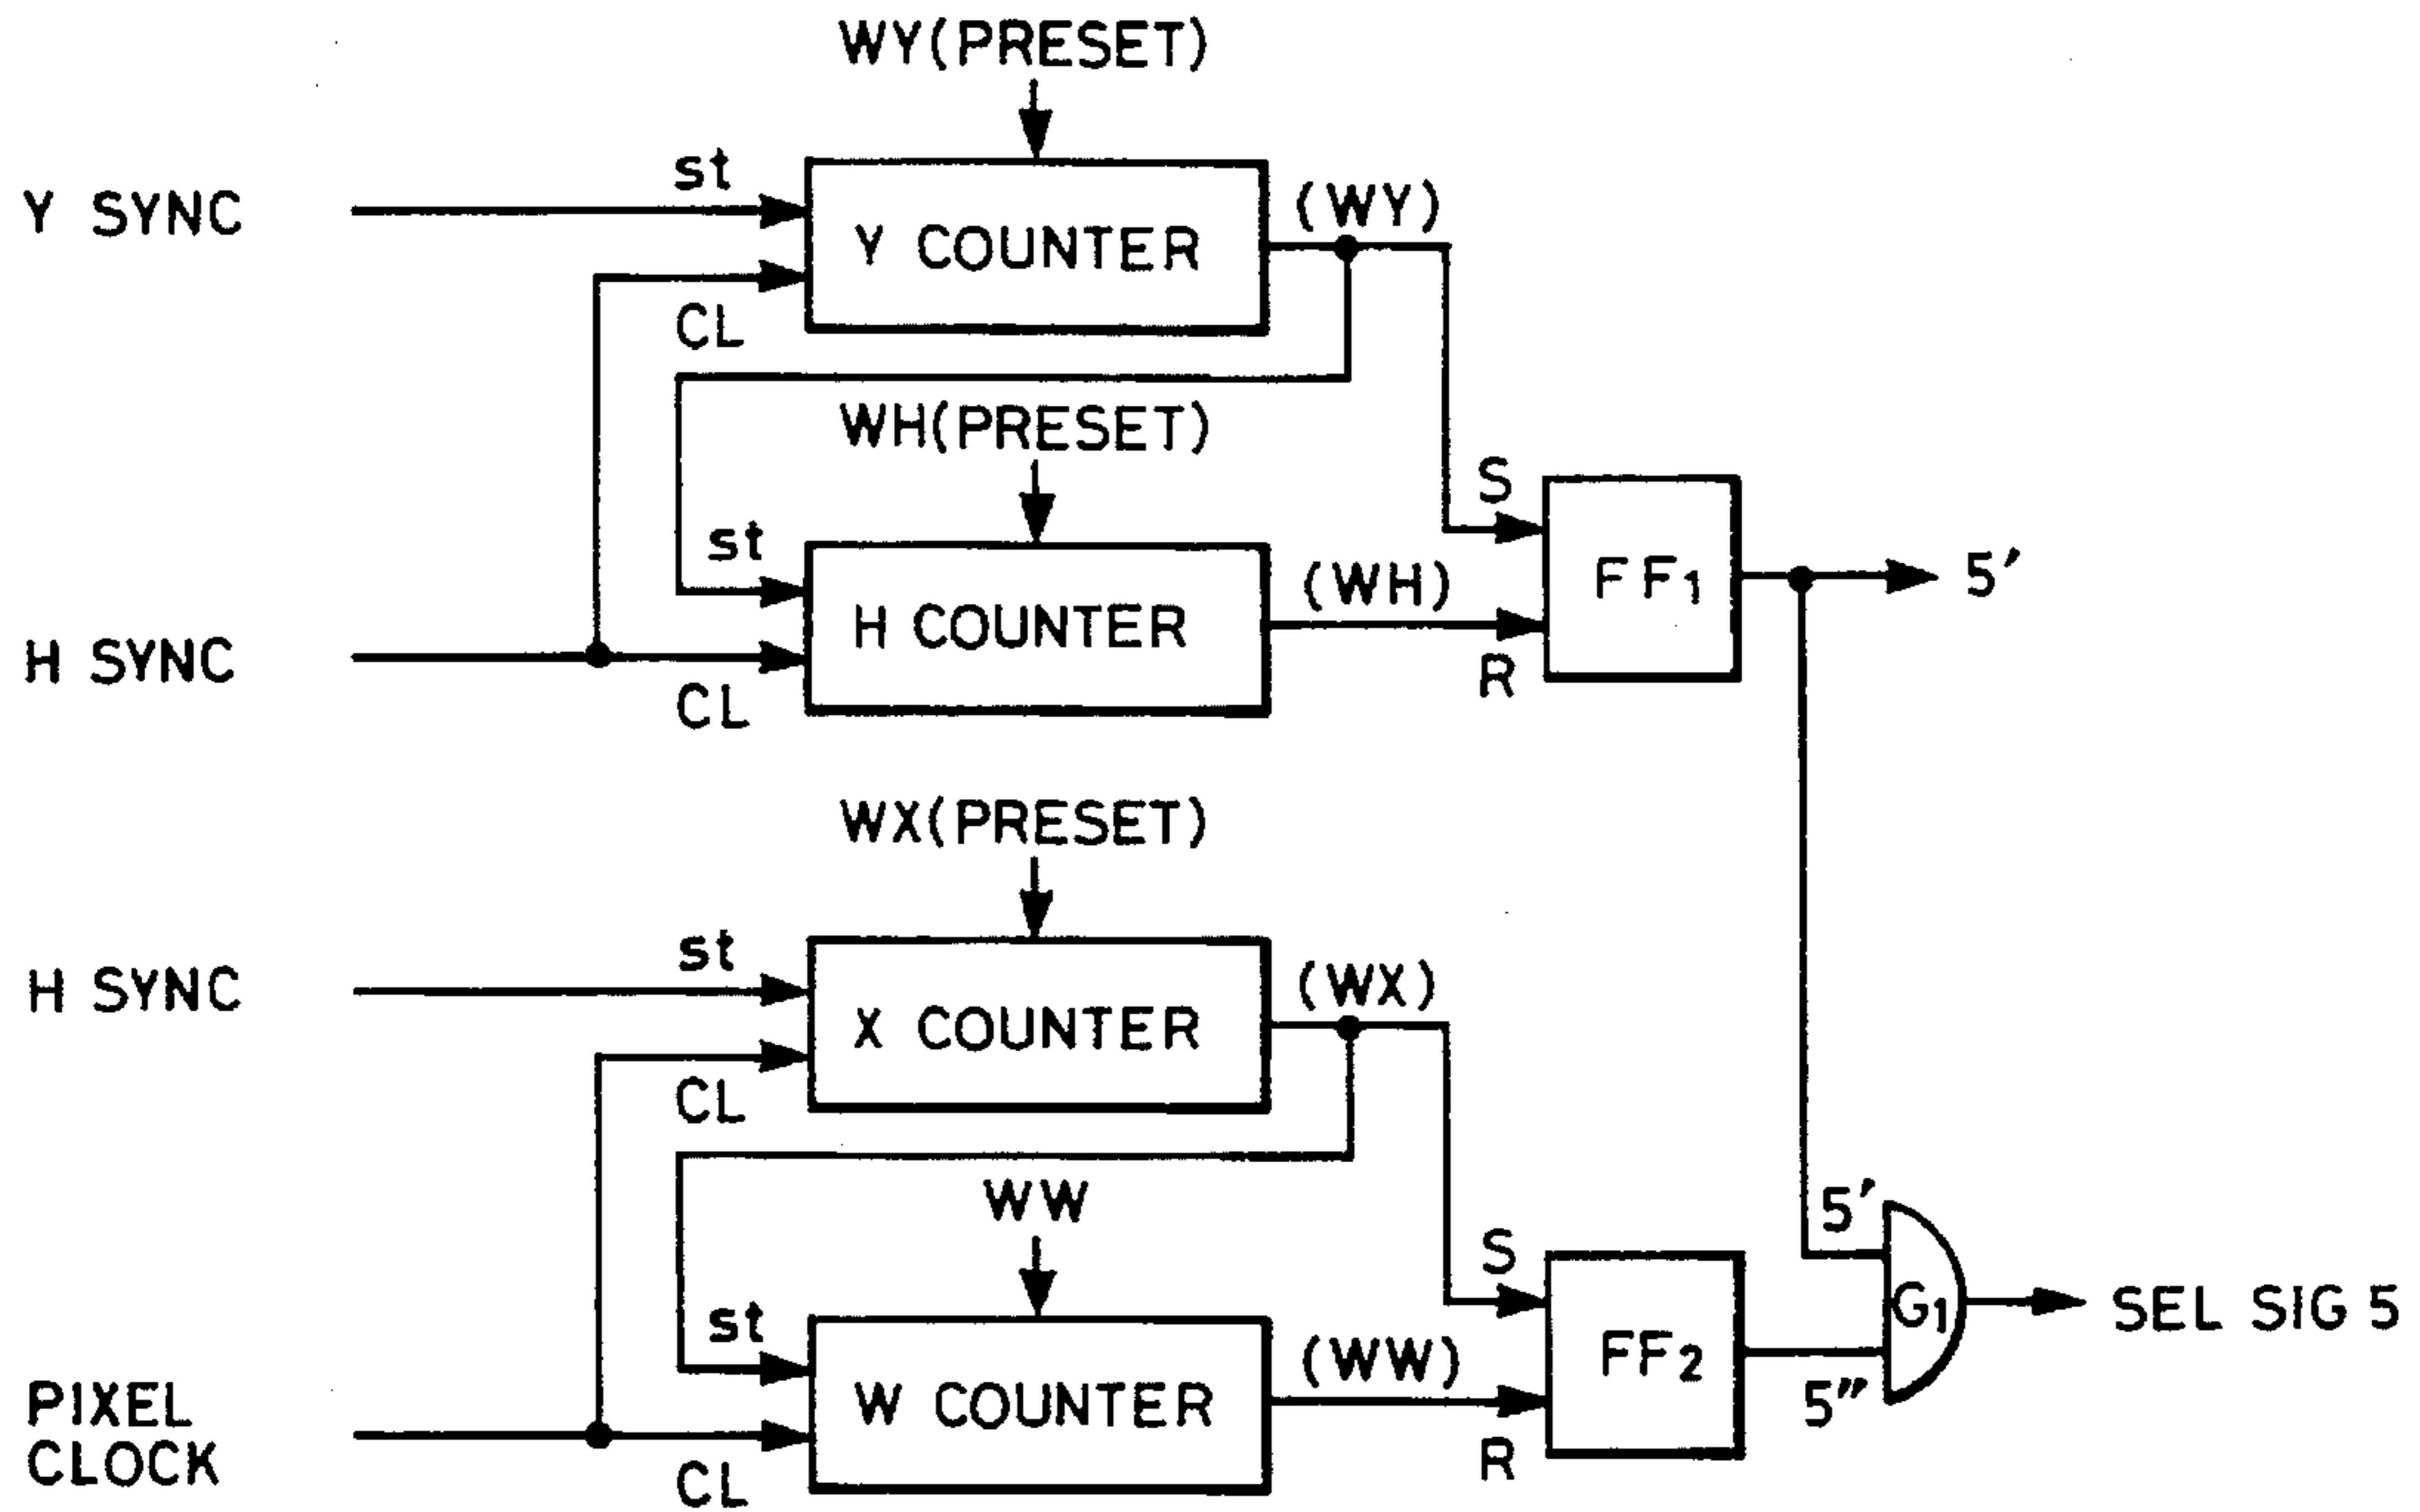 WY(PRESET)
st
Y SYNC
(WY)
Y COUNTER
CL
WH(PRESET)
S
st
(WH)
FF1
5′
H COUNTER
H SYNC
R
CL
WX(PRESET)
st
(WX)
H SYNC
X COUNTER
CL
WW
5′
S
st
G1
SEL SIG 5
(WW)
FF2
5″
W COUNTER
PIXEL
CLOCK
R
CL